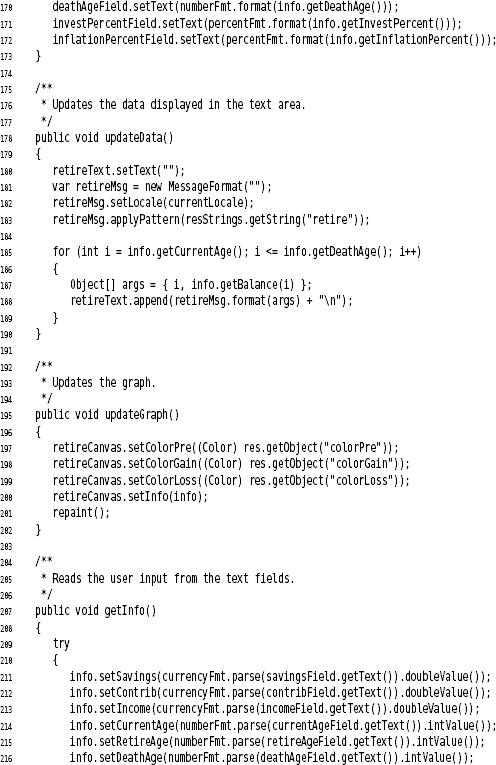 170 deathAgeField.setText(numberFmt.format(info.getDeathAge()));
171 investPercentField.setText(percentFmt.format(info.getInvestPercent()));
172 inflationPercentField.setText(percentFmt.format(info.getInflationPercent()));
173 }
174
175 /**
176 * Updates the data displayed in the text area.
177 */
178 public void updateData()
179 {
180 retireText.setText("");
181 var retireMsg = new MessageFormat("");
182 retireMsg.setLocale(currentLocale);
183 retireMsg.applyPattern(resStrings.getString("retire"));
184
185 for (int i = info.getCurrentAge(); i <= info.getDeathAge(); i++)
186 {
187 Object[] args = { i, info.getBalance(i) };
188 retireText.append(retireMsg.format(args) + "\n");
189 }
190 }
191
192 /**
193 * Updates the graph.
194 */
195 public void updateGraph()
196 {
197 retireCanvas.setColorPre((Color) res.getObject("colorPre"));
198 retireCanvas.setColorGain((Color) res.getObject("colorGain"));
199 retireCanvas.setColorLoss((Color) res.getObject("colorLoss"));
200 retireCanvas.setInfo(info);
201 repaint();
202 }
203
204 /**
205 * Reads the user input from the text fields.
206 */
207 public void getInfo()
208 {
209 try
210 {
211 info.setSavings(currencyFmt.parse(savingsField.getText()).doubleValue());
212 info.setContrib(currencyFmt.parse(contribField.getText()).doubleValue());
213 info.setIncome(currencyFmt.parse(incomeField.getText()).doubleValue());
214 info.setCurrentAge(numberFmt.parse(currentAgeField.getText()).intValue());
215 info.setRetireAge(numberFmt.parse(retireAgeField.getText()).intValue());
216 info.setDeathAge(numberFmt.parse(deathAgeField.getText()).intValue());